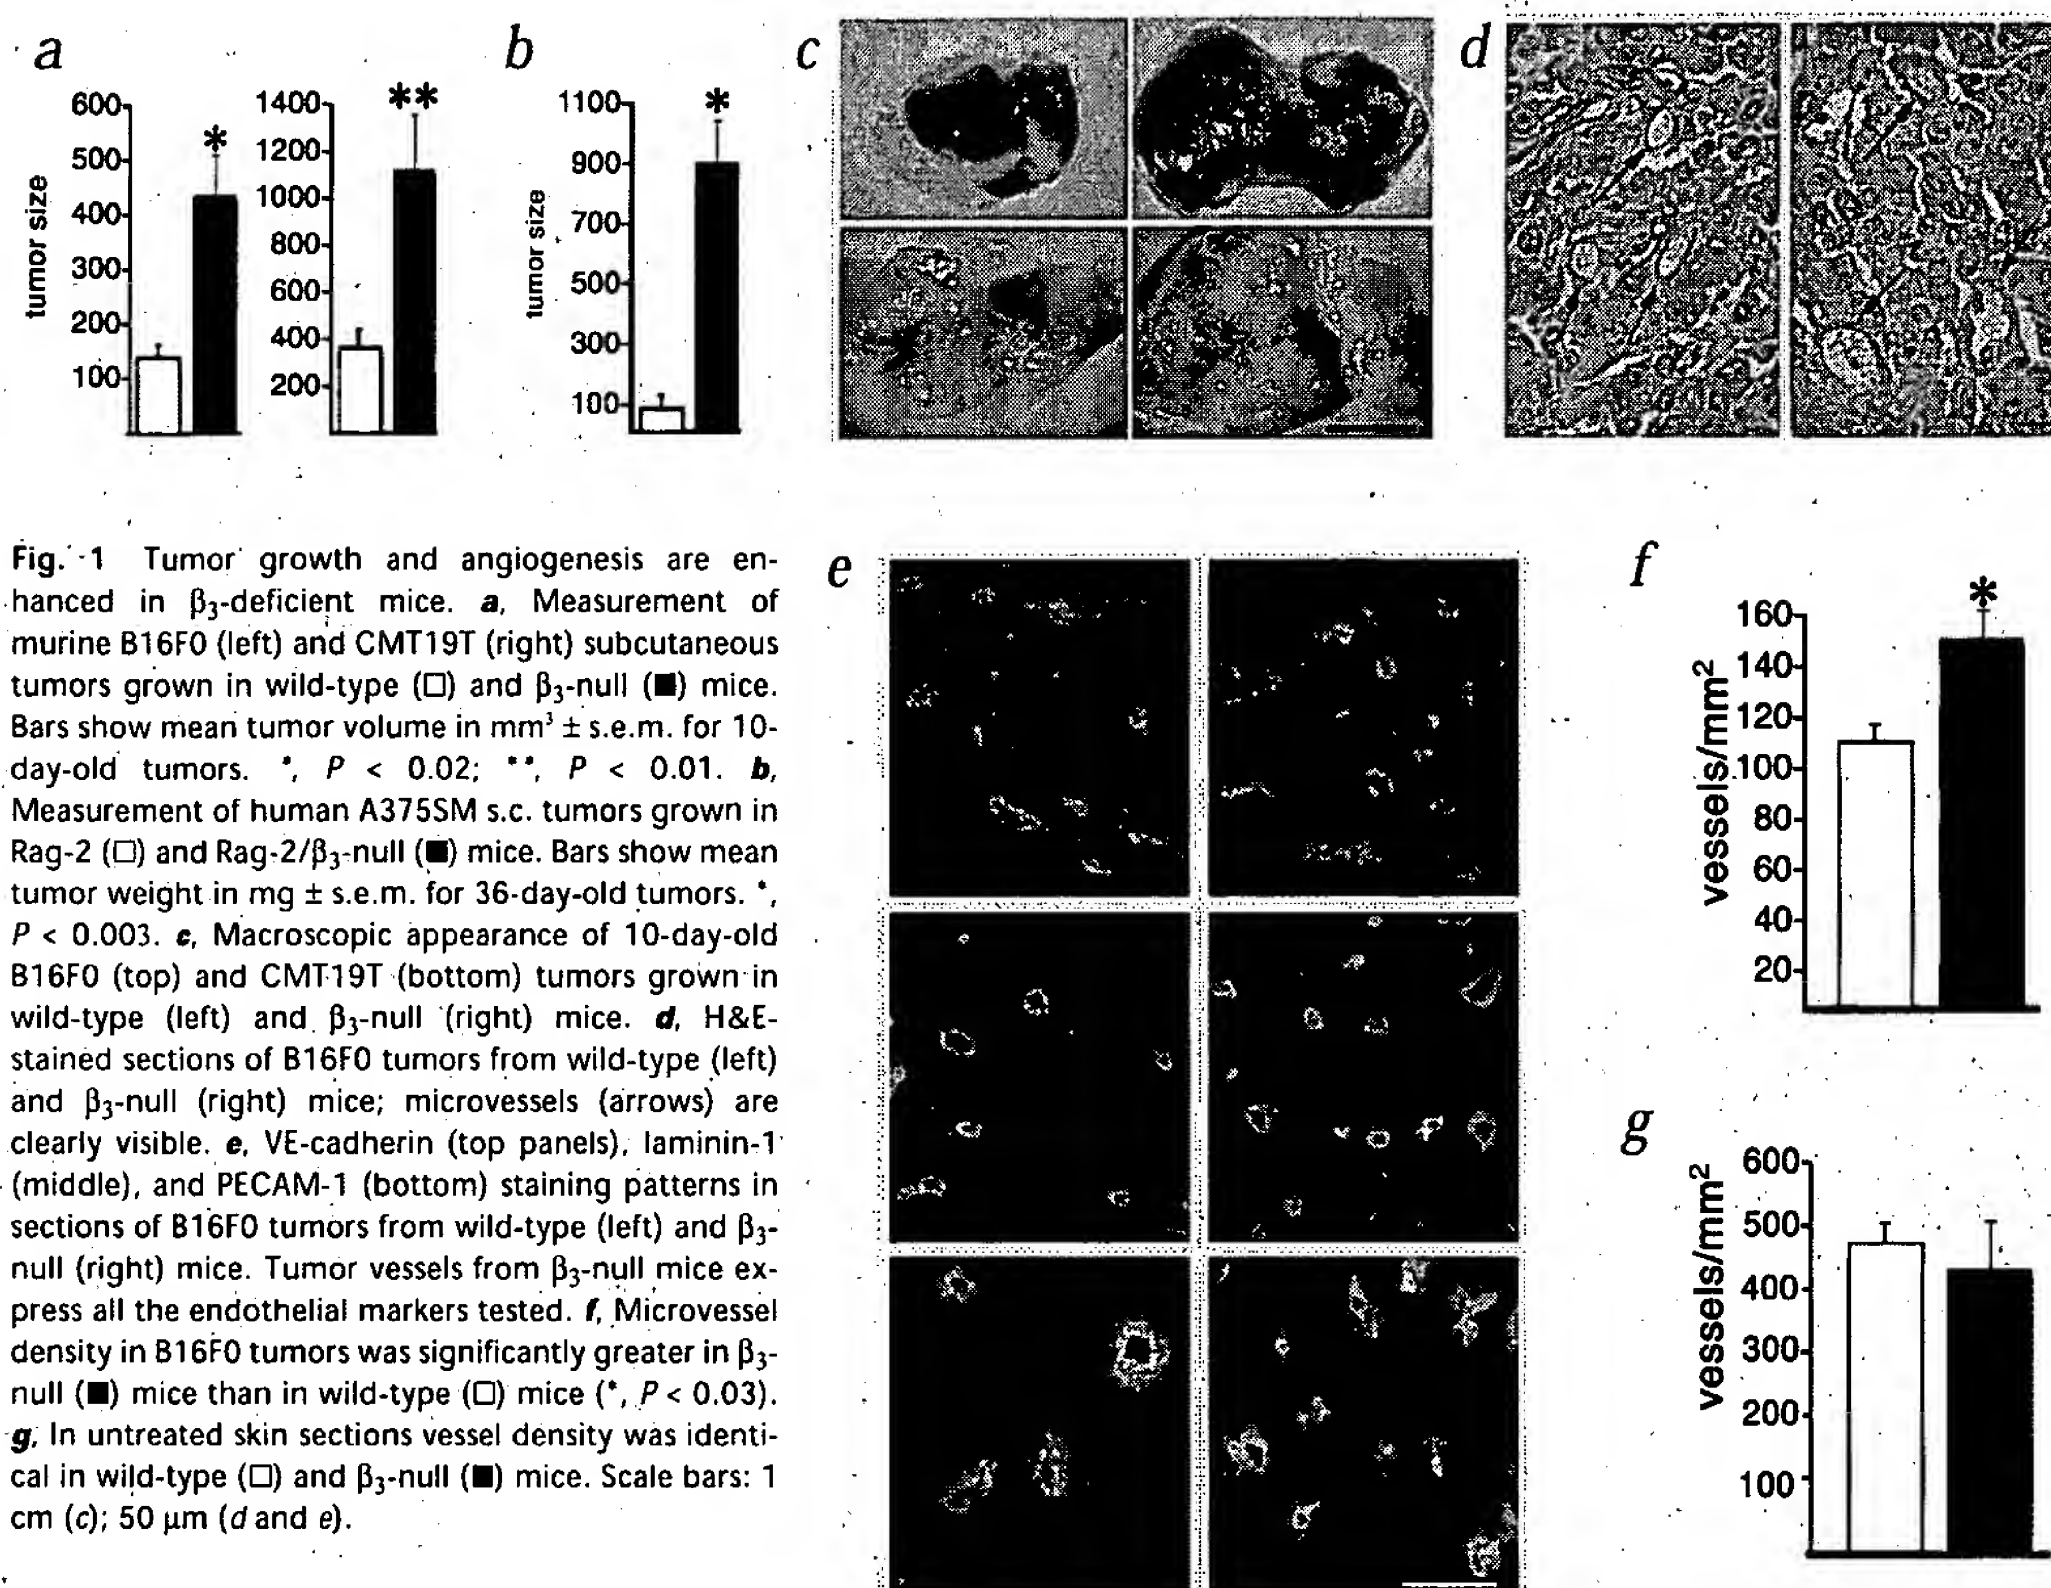 a
600
500
400
300
200
100
tumor size
*
1400
1200
1000
800
600
400
200
**
b
1100
900
700
500
300
100
tumor size
*
c
d
Fig. 1 Tumor growth and angiogenesis are en-
hanced in β3-deficient mice. a, Measurement of
murine B16F0 (left) and CMT19T (right) subcutaneous
tumors grown in wild-type (□) and β3-null (■) mice.
Bars show mean tumor volume in mm³ ± s.e.m. for 10-
day-old tumors. *, P < 0.02; **, P < 0.01. b,
Measurement of human A375SM s.c. tumors grown in
Rag-2 (□) and Rag-2/β3-null (■) mice. Bars show mean
tumor weight in mg ± s.e.m. for 36-day-old tumors. *,
P < 0.003. c, Macroscopic appearance of 10-day-old
B16F0 (top) and CMT19T (bottom) tumors grown in
wild-type (left) and β3-null (right) mice. d, H&E-
stained sections of B16F0 tumors from wild-type (left)
and β3-null (right) mice; microvessels (arrows) are
clearly visible. e, VE-cadherin (top panels), laminin-1
(middle), and PECAM-1 (bottom) staining patterns in
sections of B16F0 tumors from wild-type (left) and β3-
null (right) mice. Tumor vessels from β3-null mice ex-
press all the endothelial markers tested. f, Microvessel
density in B16F0 tumors was significantly greater in β3-
null (■) mice than in wild-type (□) mice (*, P < 0.03).
g, In untreated skin sections vessel density was identi-
cal in wild-type (□) and β3-null (■) mice. Scale bars: 1
cm (c); 50 μm (d and e).
e
f
160
140
120
100
80
60
40
20
vessels/mm²
*
g
600
500
400
300
200
100
vessels/mm²